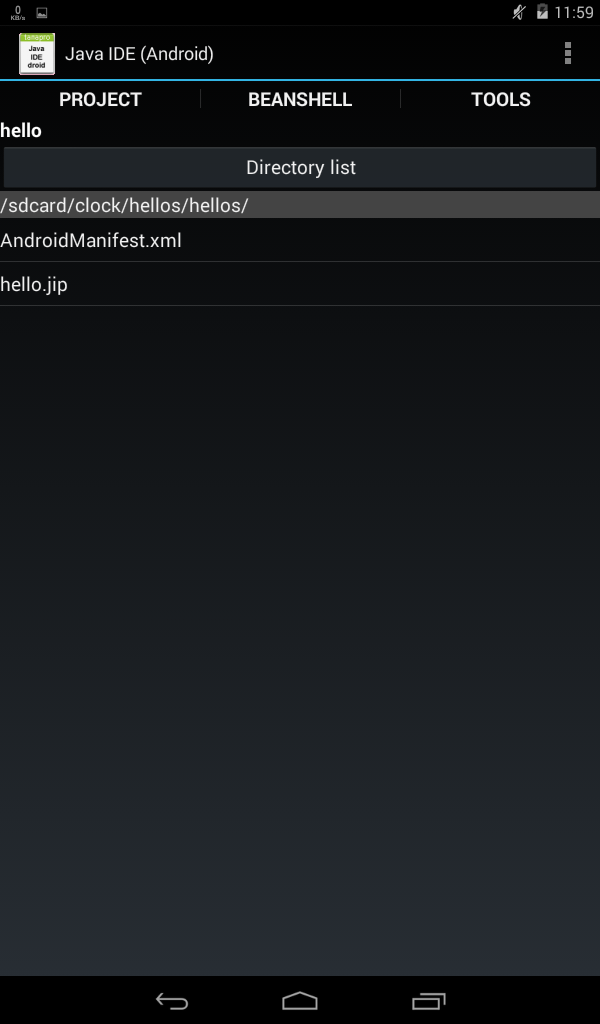 0
KB/s
11:59
tanapro
Java
IDE
droid
Java IDE (Android)
PROJECT
BEANSHELL
TOOLS
hello
Directory list
/sdcard/clock/hellos/hellos/
AndroidManifest.xml
hello.jip